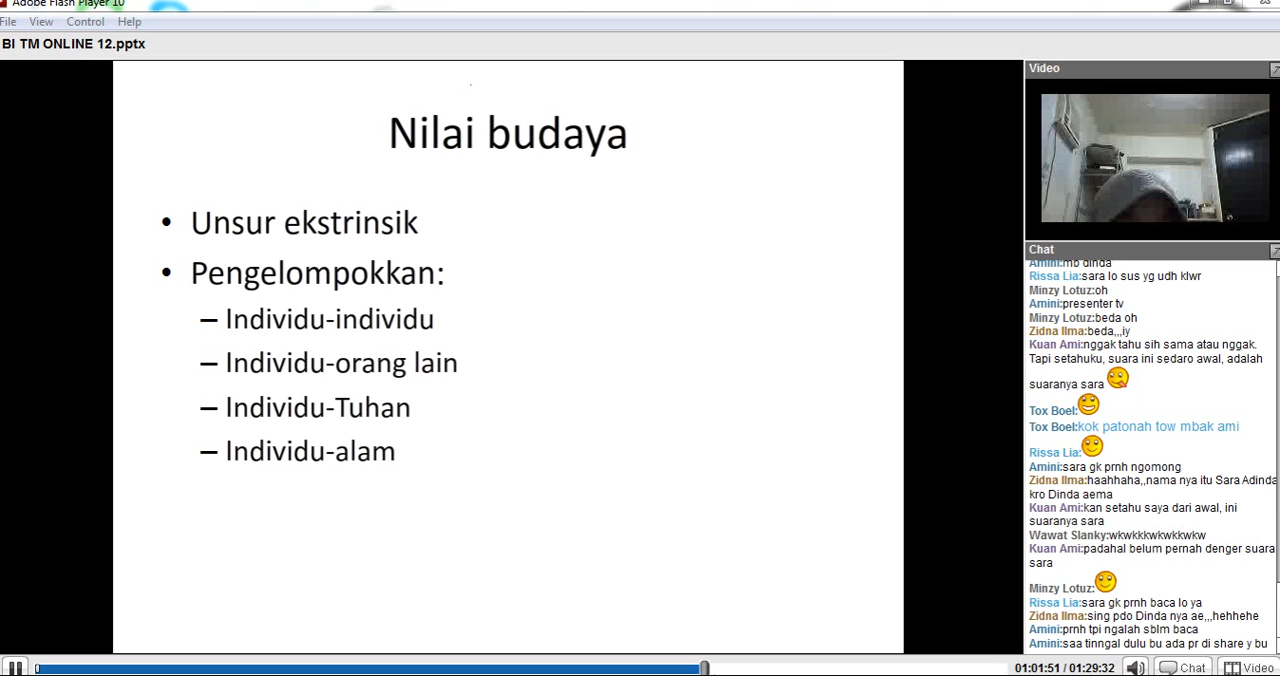 Adobe Flash Player 10
File View Control Help
BI TM ONLINE 12.pptx
Nilai budaya
• Unsur ekstrinsik
• Pengelompokkan:
– Individu-individu
– Individu-orang lain
– Individu-Tuhan
– Individu-alam
Video
Chat
Amini:mb dinda
Rissa Lia:sara lo sus yg udh klwr
Minzy Lotuz:oh
Amini:presenter tv
Minzy Lotuz:beda oh
Zidna Ilma:beda,,,iy
Kuan Ami:nggak tahu sih sama atau nggak.
Tapi setahuku, suara ini sedaro awal, adalah
suaranya sara
Tox Boel:
Tox Boel:kok patonah tow mbak ami
Rissa Lia:
Amini:sara gk prnh ngomong
Zidna Ilma:haahhaha,,nama nya itu Sara Adinda
kro Dinda aema
Kuan Ami:kan setahu saya dari awal, ini
suaranya sara
Wawat Slanky:wkwkkkwkwkkwkw
Kuan Ami:padahal belum pernah denger suara
sara
Minzy Lotuz:
Rissa Lia:sara gk prnh baca lo ya
Zidna Ilma:sing pdo Dinda nya ae,,,hehhehe
Amini:prnh tpi ngalah sblm baca
Amini:saa tinngal dulu bu ada pr di share y bu
01:01:51 / 01:29:32 Chat Video